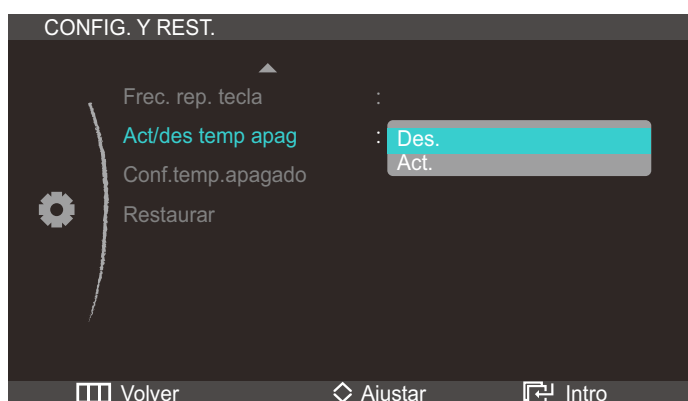 CONFIG. Y REST.
Frec. rep. tecla :
Act/des temp apag : Des.
Act.
Conf.temp.apagado
Restaurar
Volver Ajustar Intro